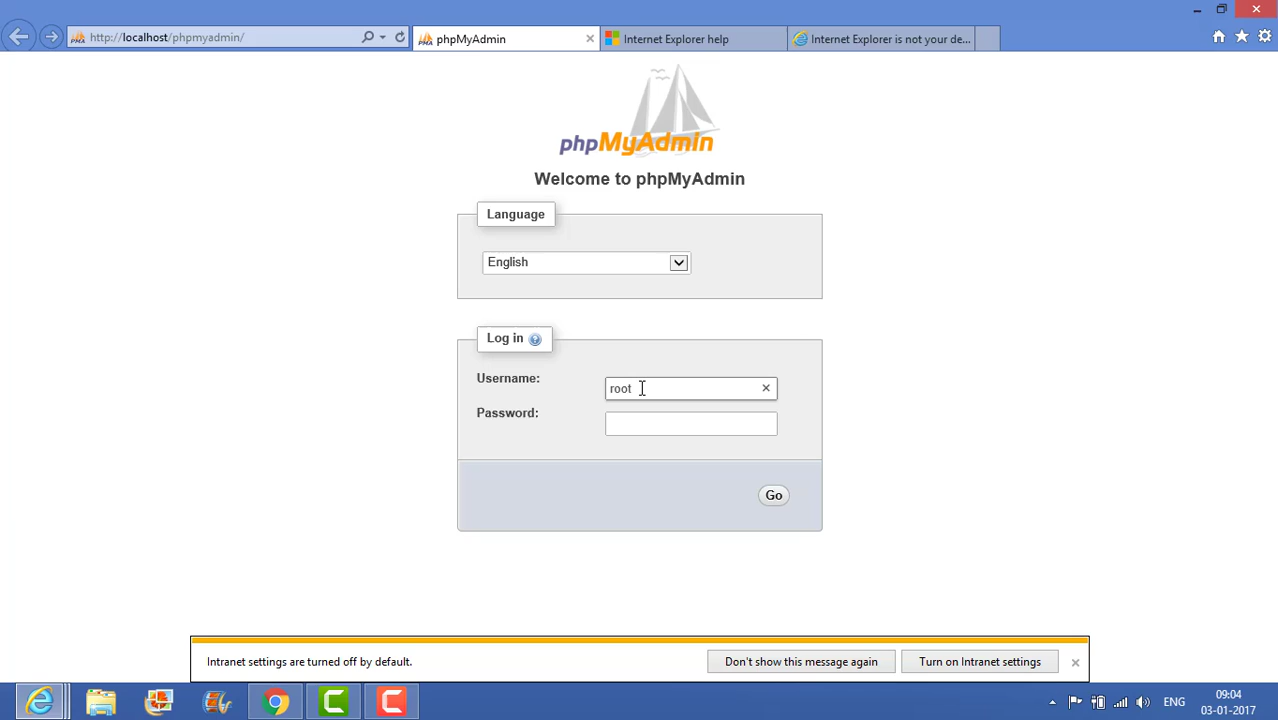 http://localhost/phpmyadmin/
phpMyAdmin
Internet Explorer help
Internet Explorer is not your de...
phpMyAdmin
Welcome to phpMyAdmin
Language
English
Log in
Username:
root
Password:
Go
Intranet settings are turned off by default.
Don't show this message again
Turn on Intranet settings
ENG
09:04
03-01-2017